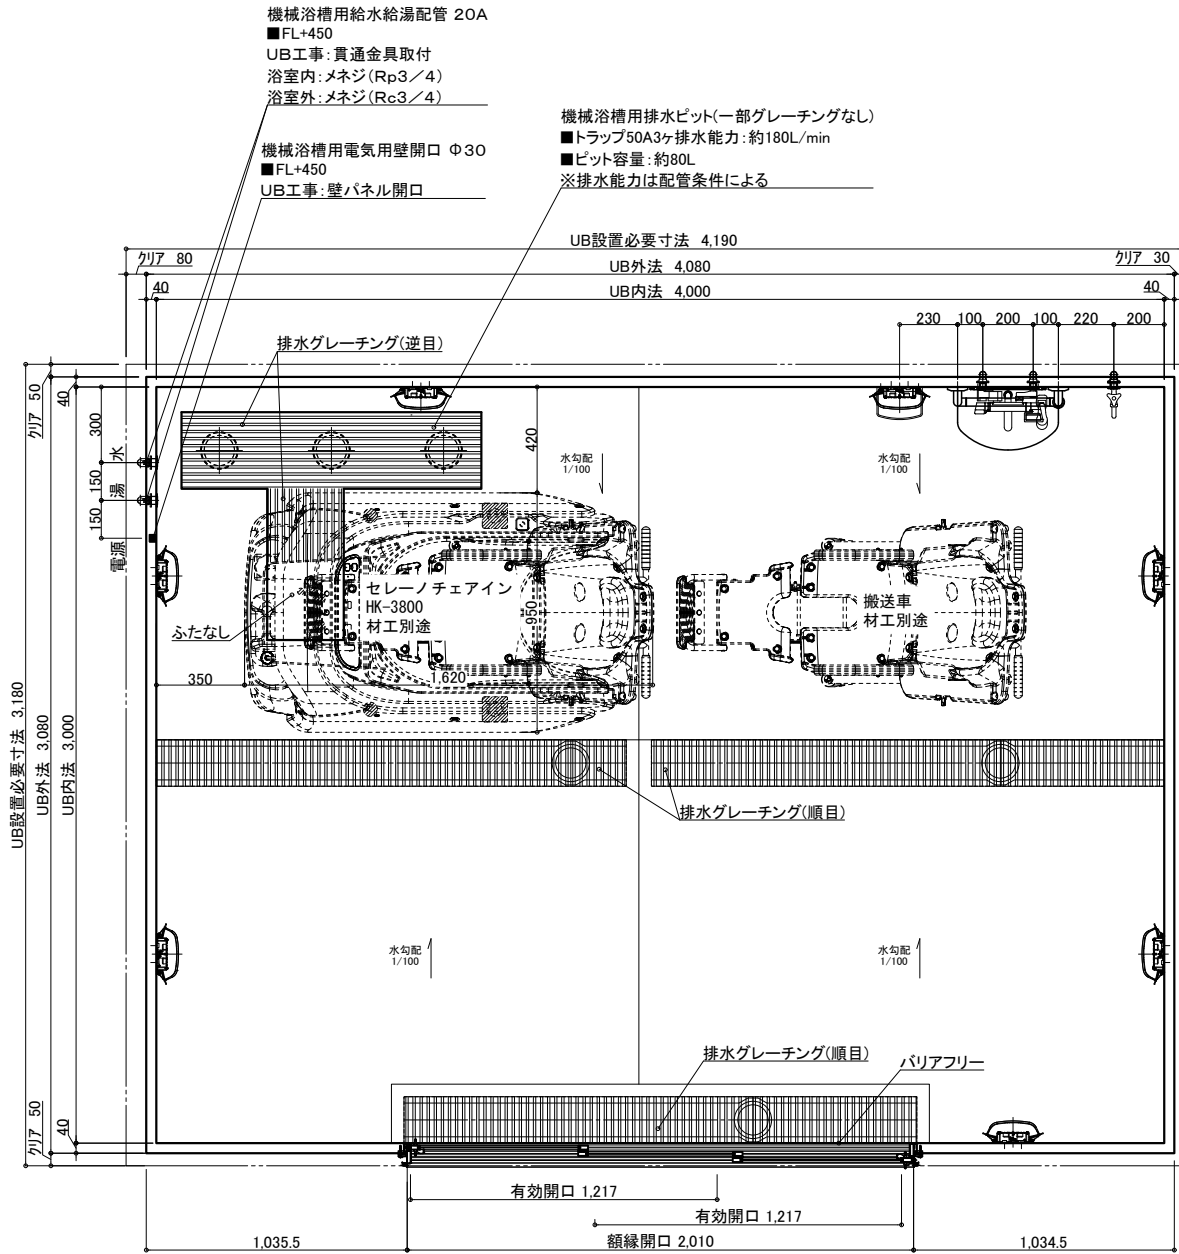 機械浴槽用給水給湯配管 20A
■FL+450
UB工事:貫通金具取付
浴室内:メネジ(Rp3/4)
浴室外:メネジ(Rc3/4)
機械浴槽用電気用壁開口 Φ30
■FL+450
UB工事:壁パネル開口
機械浴槽用排水ピット(一部グレーチングなし)
■トラップ50A3ヶ排水能力:約180L/min
■ピット容量:約80L
※排水能力は配管条件による
UB設置必要寸法 4,190
クリア 80
UB外法 4,080
クリア 30
40
UB内法 4,000
40
230
100
200
100
220
200
排水グレーチング(逆目)
クリア 50
40
300
水
150
湯
150
電源
420
水勾配
1/100
水勾配
1/100
セレーノチェアイン
HK-3800
材工別途
950
搬送車
材工別途
ふたなし
350
1,620
UB設置必要寸法 3,180
UB外法 3,080
UB内法 3,000
排水グレーチング(順目)
水勾配
1/100
水勾配
1/100
排水グレーチング(順目)
バリアフリー
クリア 50
40
有効開口 1,217
有効開口 1,217
1,035.5
額縁開口 2,010
1,034.5